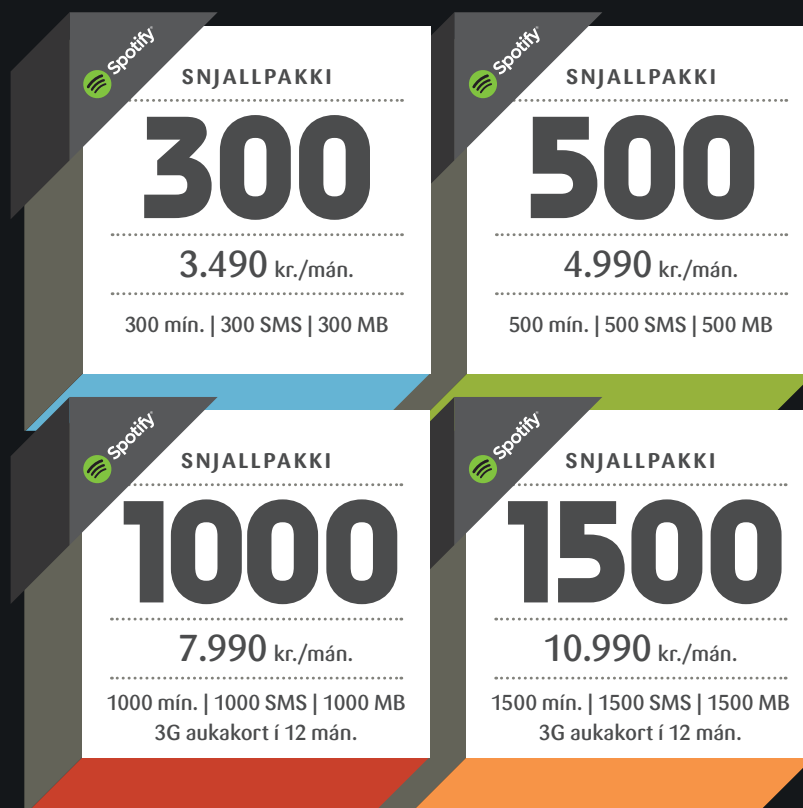 Spotify
SNJALLPAKKI
300
3.490 kr./mán.
300 mín. | 300 SMS | 300 MB
Spotify
SNJALLPAKKI
500
4.990 kr./mán.
500 mín. | 500 SMS | 500 MB
Spotify
SNJALLPAKKI
1000
7.990 kr./mán.
1000 mín. | 1000 SMS | 1000 MB
3G aukakort í 12 mán.
Spotify
SNJALLPAKKI
1500
10.990 kr./mán.
1500 mín. | 1500 SMS | 1500 MB
3G aukakort í 12 mán.